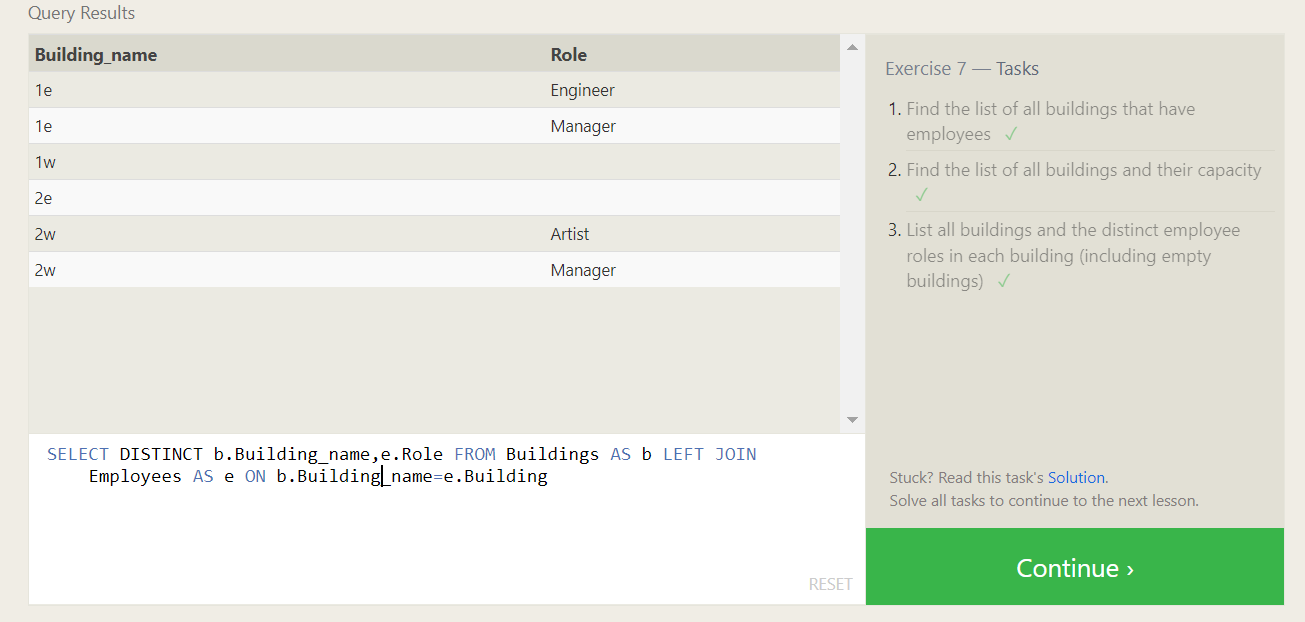 Query Results
Building_name Role
1e Engineer
1e Manager
1w
2e
2w Artist
2w Manager
SELECT DISTINCT b.Building_name,e.Role FROM Buildings AS b LEFT JOIN
Employees AS e ON b.Building_name=e.Building
RESET
Exercise 7 — Tasks
1. Find the list of all buildings that have
employees ✓
2. Find the list of all buildings and their capacity
✓
3. List all buildings and the distinct employee
roles in each building (including empty
buildings) ✓
Stuck? Read this task's Solution.
Solve all tasks to continue to the next lesson.
Continue ›